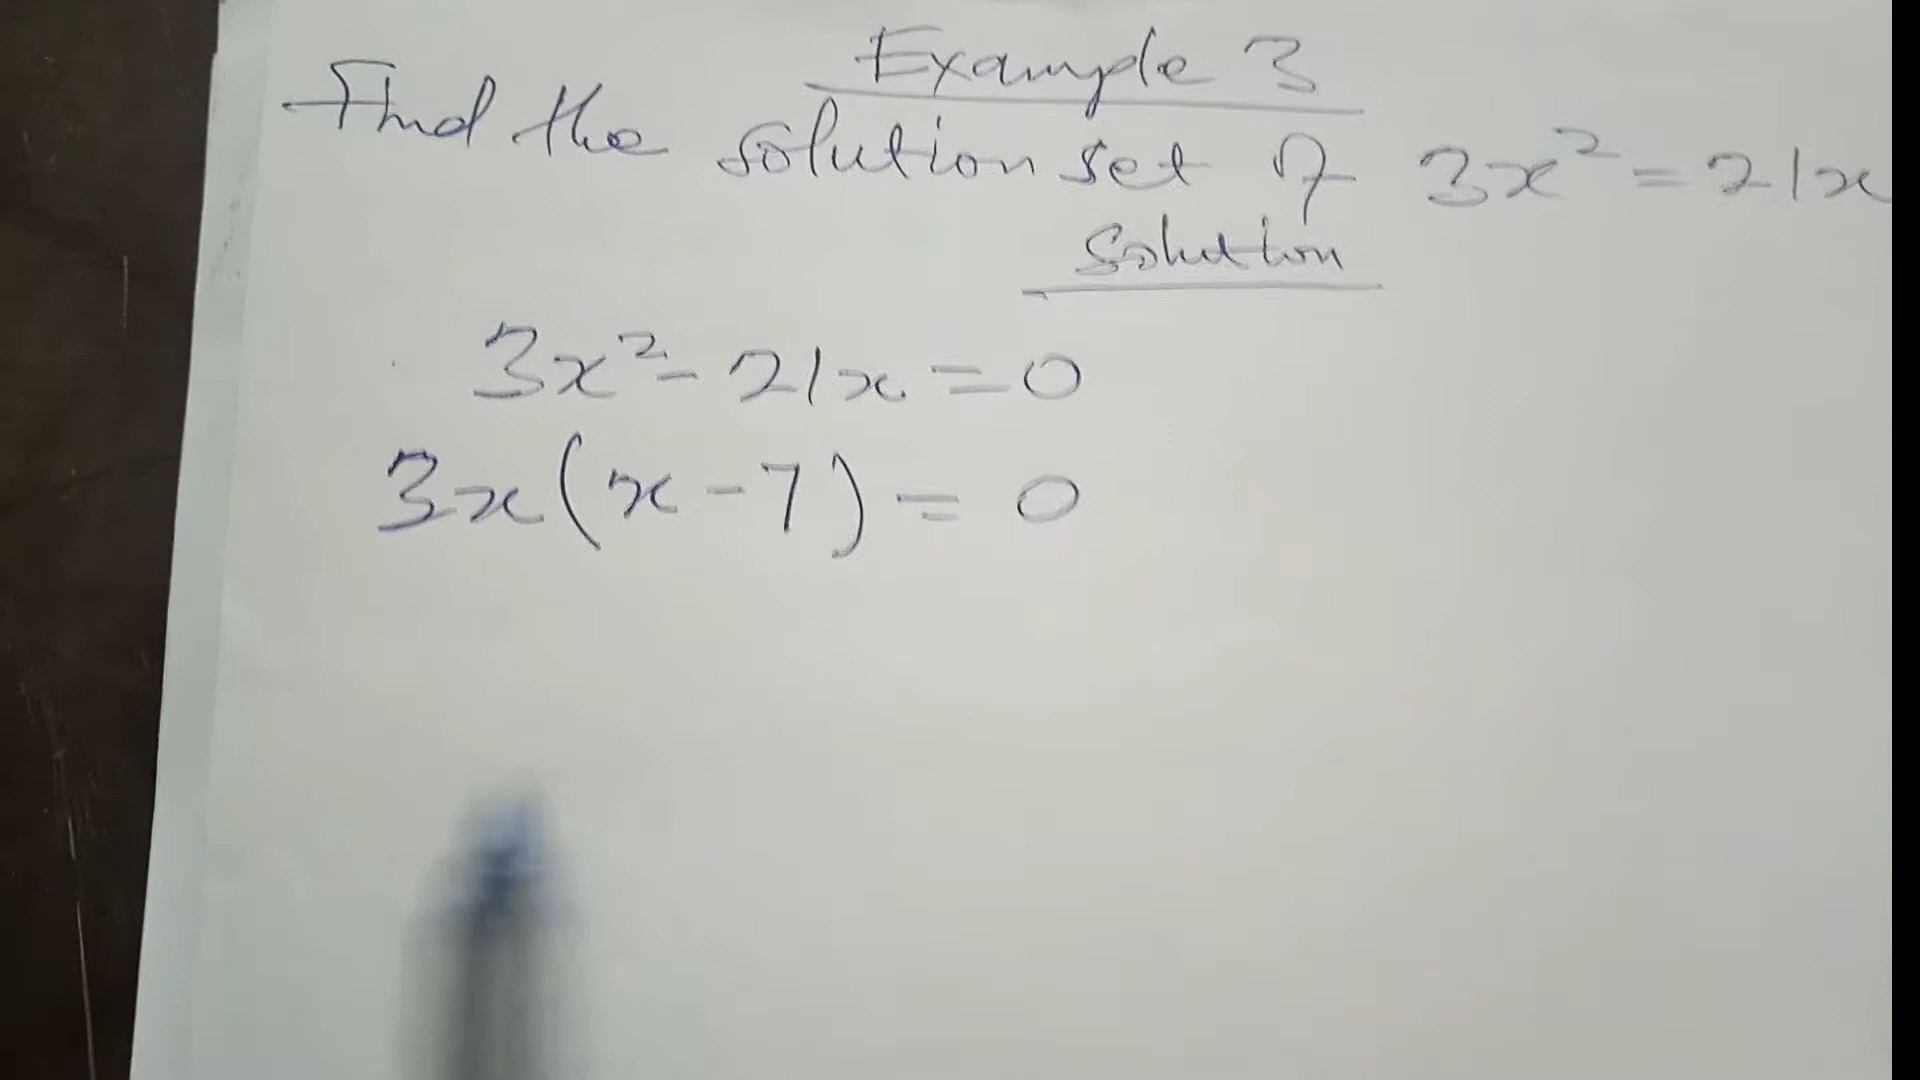 Example 3
Find the solution set of 3x² = 21x
Solution
3x² - 21x = 0
3x(x - 7) = 0